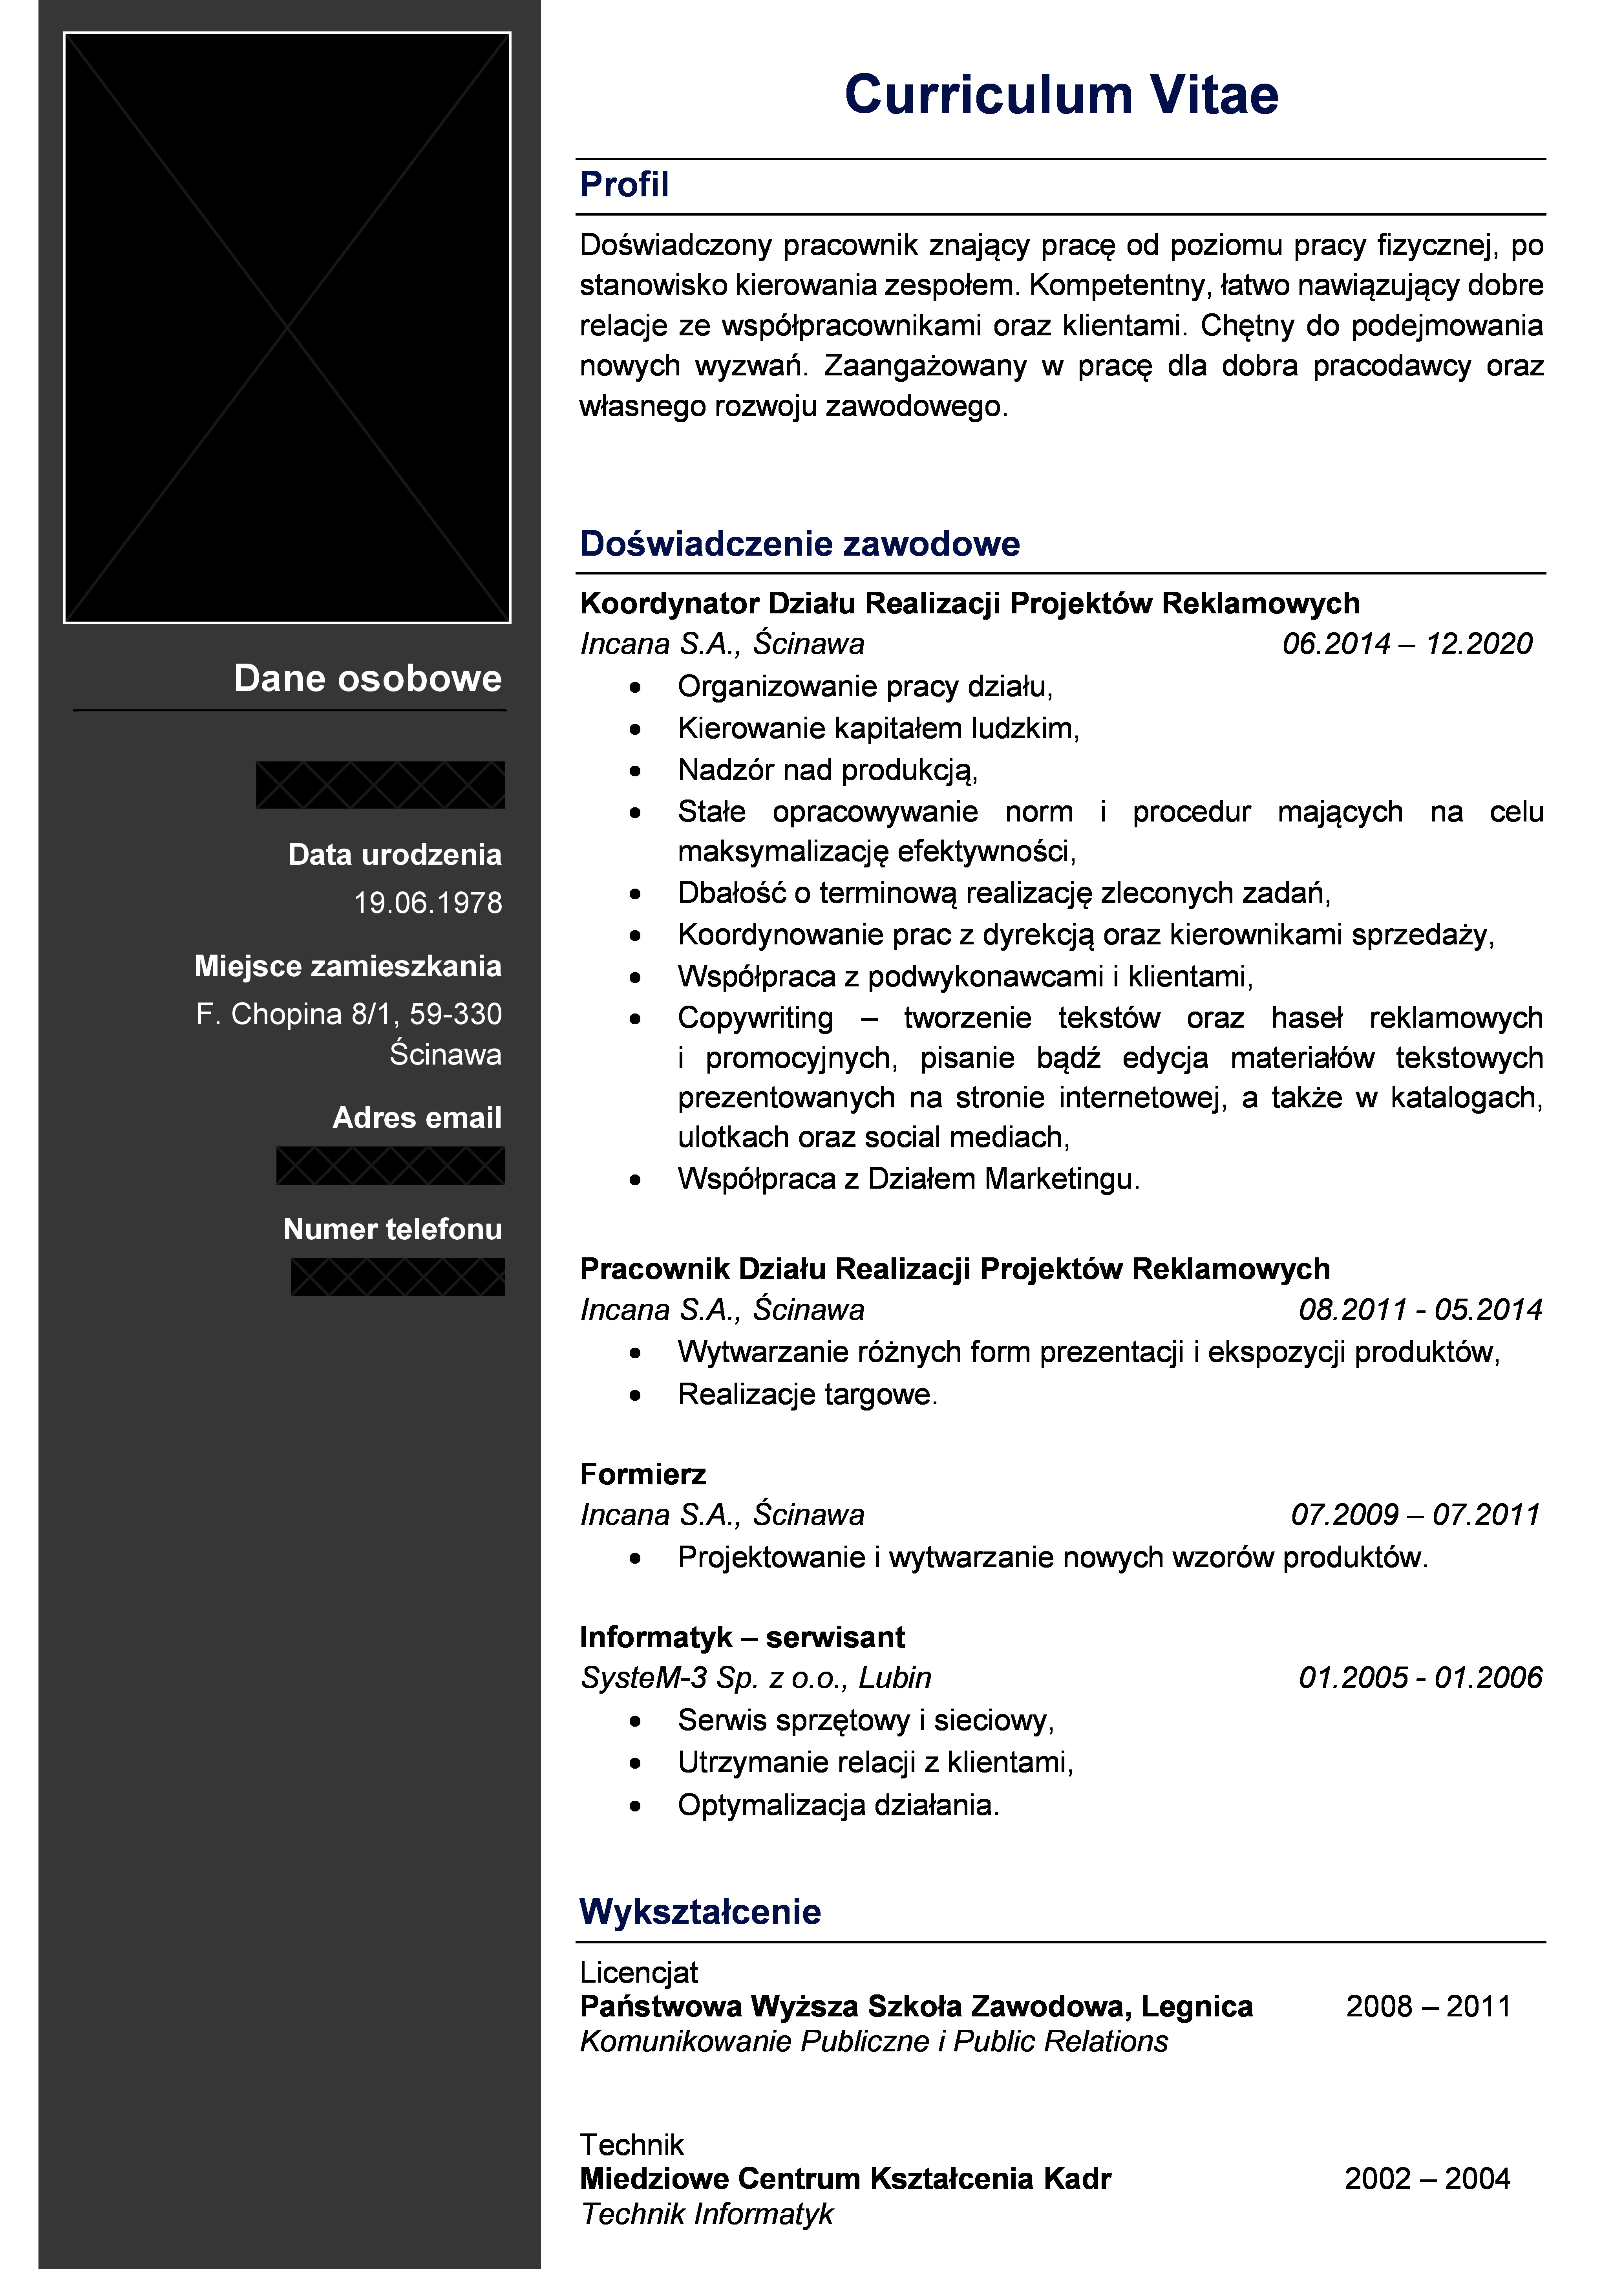 Dane osobowe
Data urodzenia
19.06.1978
Miejsce zamieszkania
F. Chopina 8/1, 59-330
Ścinawa
Adres email
Numer telefonu
Curriculum Vitae
Profil
Doświadczony pracownik znający pracę od poziomu pracy fizycznej, po
stanowisko kierowania zespołem. Kompetentny, łatwo nawiązujący dobre
relacje ze współpracownikami oraz klientami. Chętny do podejmowania
nowych wyzwań. Zaangażowany w pracę dla dobra pracodawcy oraz
własnego rozwoju zawodowego.
Doświadczenie zawodowe
Koordynator Działu Realizacji Projektów Reklamowych
Incana S.A., Ścinawa 06.2014 – 12.2020
• Organizowanie pracy działu,
• Kierowanie kapitałem ludzkim,
• Nadzór nad produkcją,
• Stałe opracowywanie norm i procedur mających na celu
maksymalizację efektywności,
• Dbałość o terminową realizację zleconych zadań,
• Koordynowanie prac z dyrekcją oraz kierownikami sprzedaży,
• Współpraca z podwykonawcami i klientami,
• Copywriting – tworzenie tekstów oraz haseł reklamowych
i promocyjnych, pisanie bądź edycja materiałów tekstowych
prezentowanych na stronie internetowej, a także w katalogach,
ulotkach oraz social mediach,
• Współpraca z Działem Marketingu.
Pracownik Działu Realizacji Projektów Reklamowych
Incana S.A., Ścinawa 08.2011 - 05.2014
• Wytwarzanie różnych form prezentacji i ekspozycji produktów,
• Realizacje targowe.
Formierz
Incana S.A., Ścinawa 07.2009 – 07.2011
• Projektowanie i wytwarzanie nowych wzorów produktów.
Informatyk – serwisant
SysteM-3 Sp. z o.o., Lubin 01.2005 - 01.2006
• Serwis sprzętowy i sieciowy,
• Utrzymanie relacji z klientami,
• Optymalizacja działania.
Wykształcenie
Licencjat
Państwowa Wyższa Szkoła Zawodowa, Legnica 2008 – 2011
Komunikowanie Publiczne i Public Relations
Technik
Miedziowe Centrum Kształcenia Kadr 2002 – 2004
Technik Informatyk